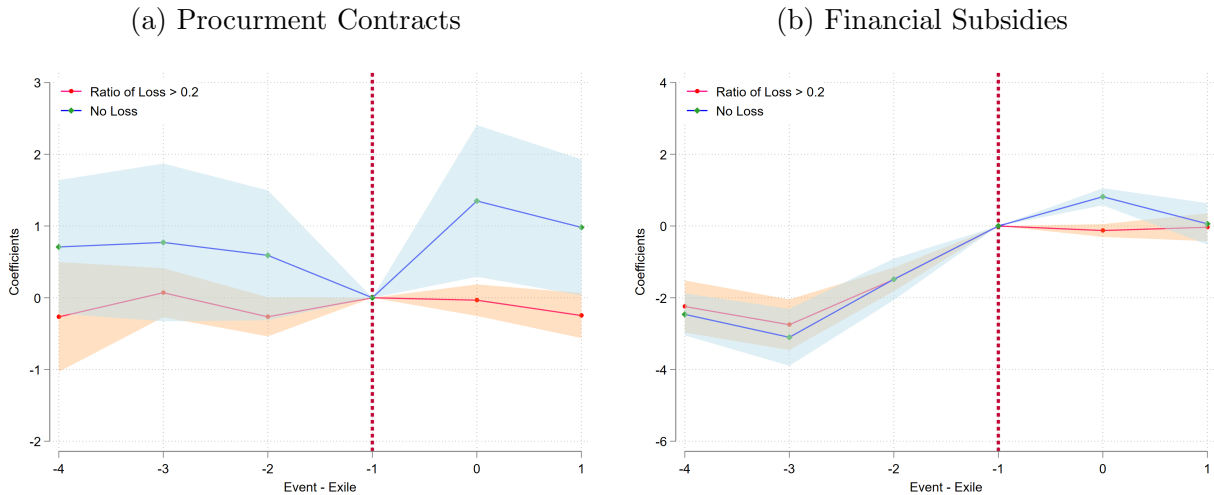 (a) Procurment Contracts
Ratio of Loss > 0.2
No Loss
3
2
1
0
-1
-2
Coefficients
-4
-3
-2
-1
0
1
Event - Exile
(b) Financial Subsidies
Ratio of Loss > 0.2
No Loss
4
2
0
-2
-4
-6
Coefficients
-4
-3
-2
-1
0
1
Event - Exile